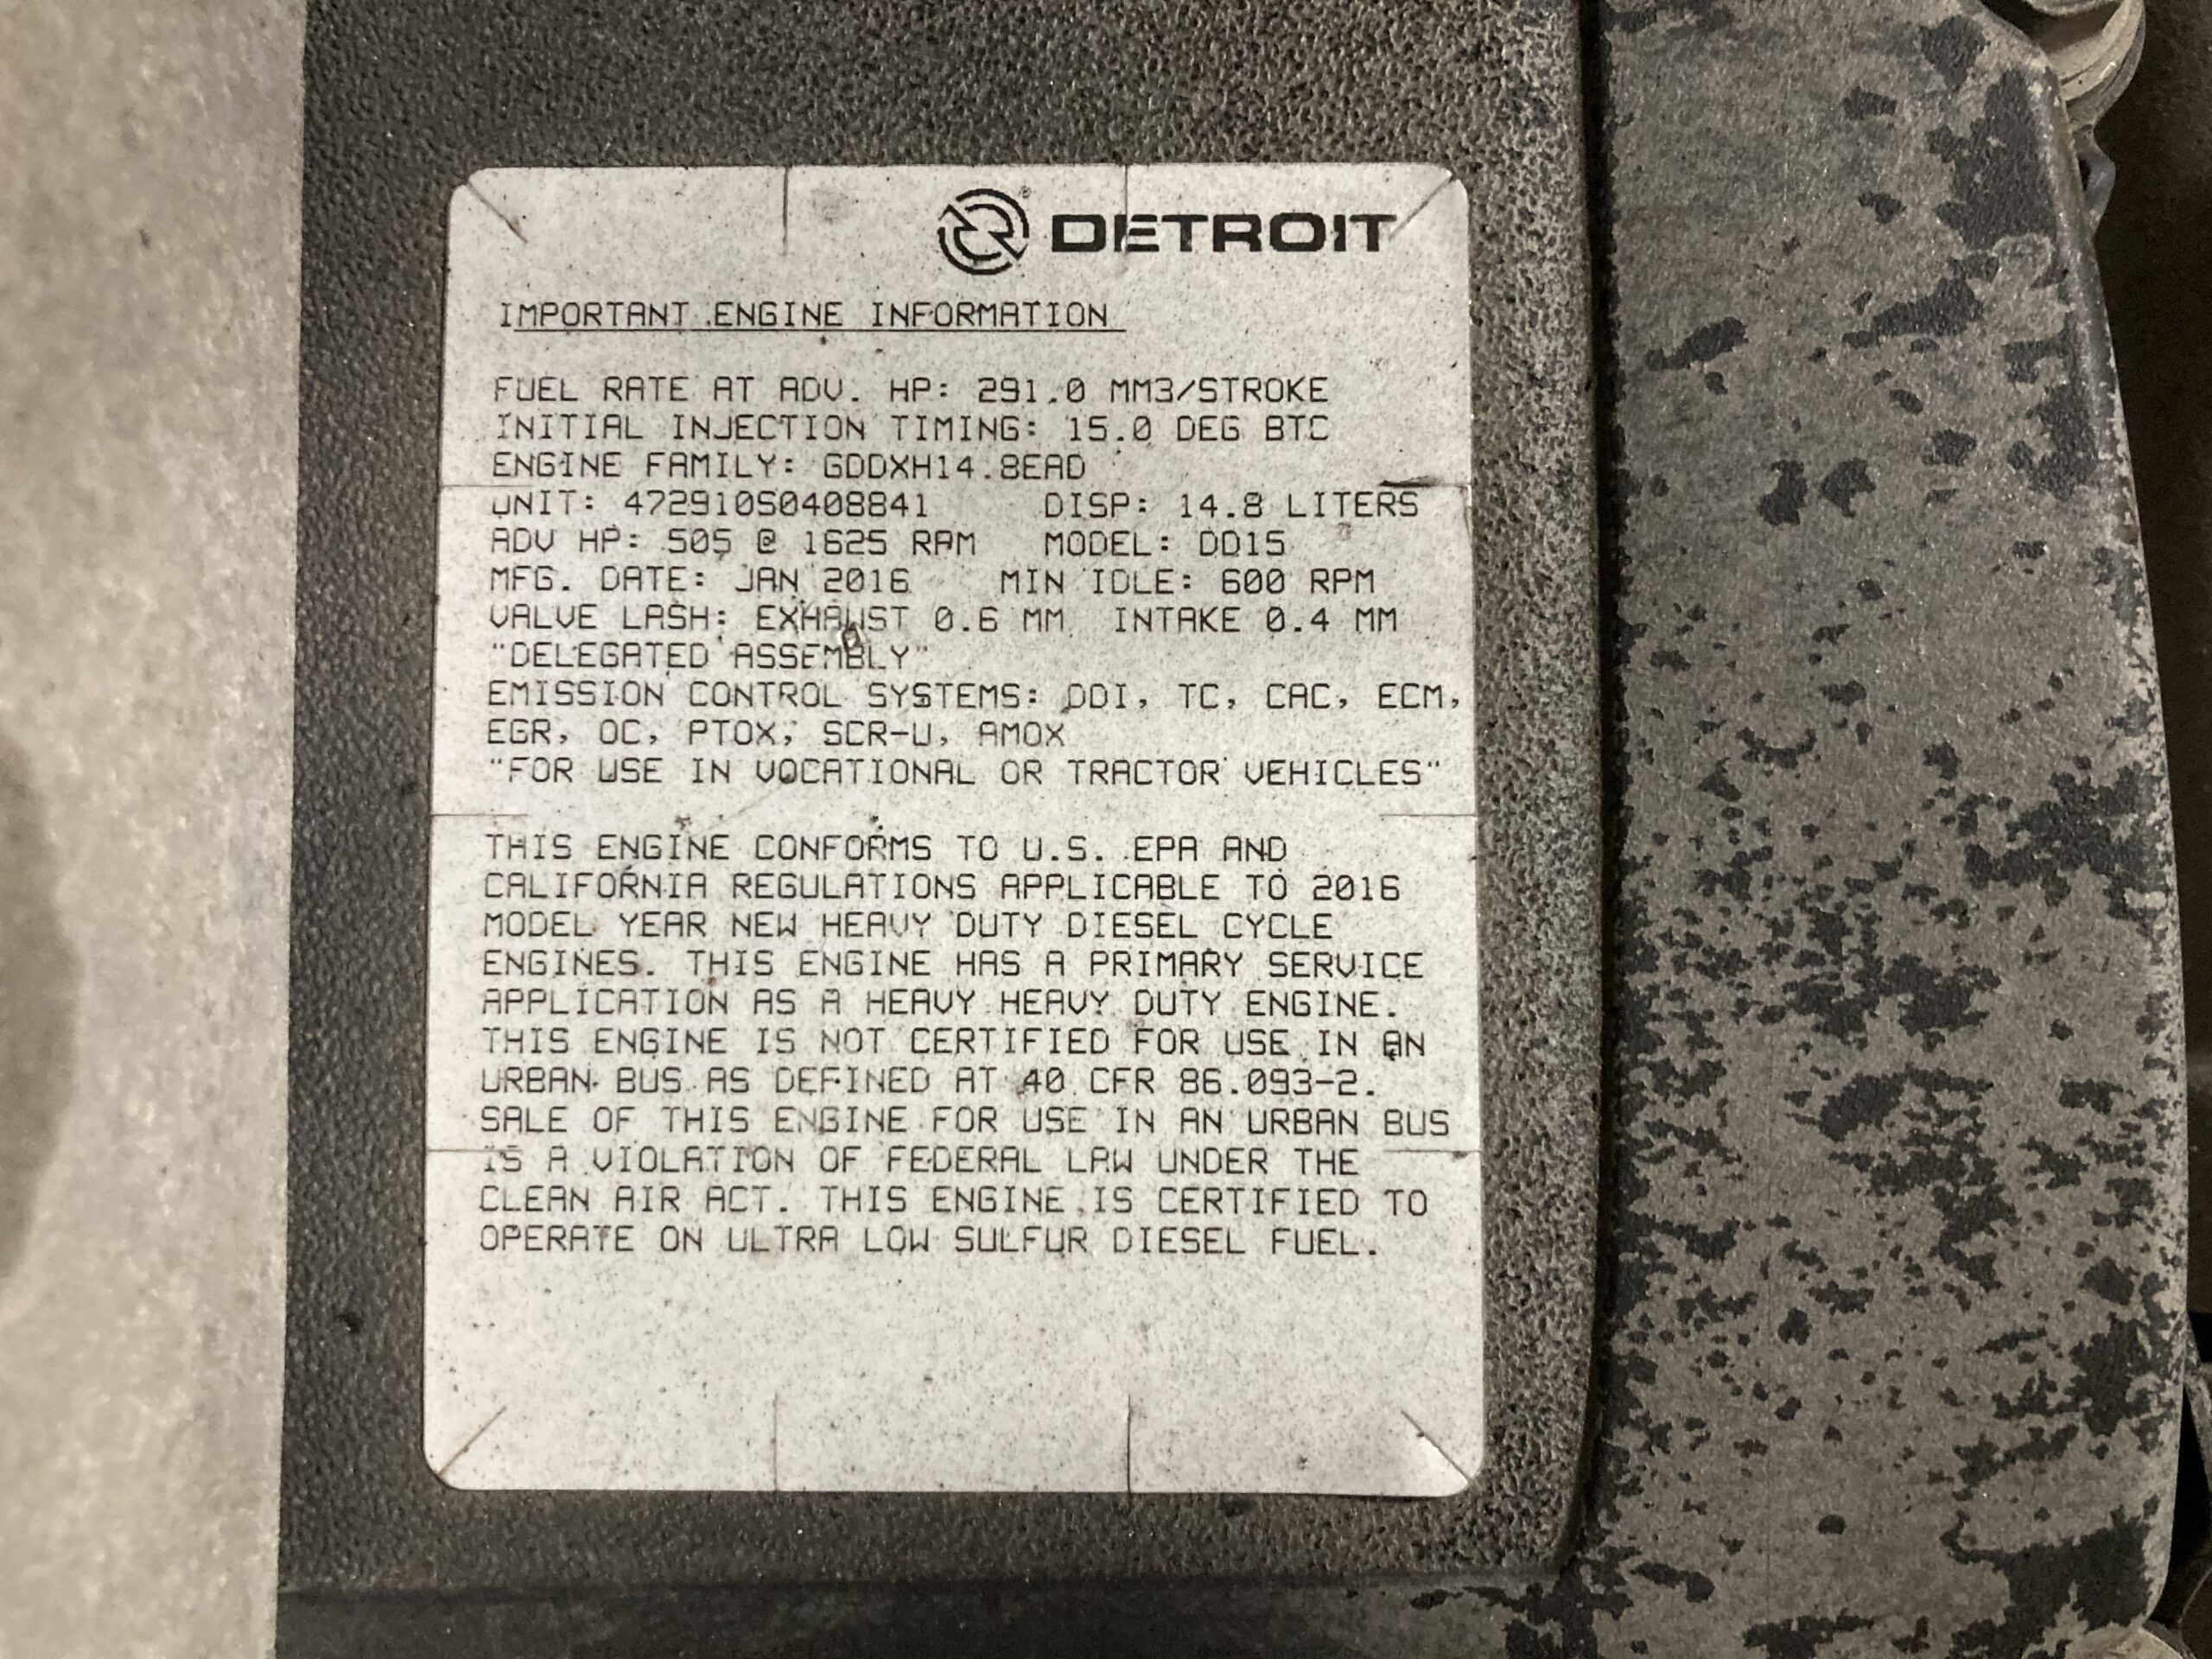 DETROIT
IMPORTANT ENGINE INFORMATION
FUEL RATE AT ADV. HP: 291.0 MM3/STROKE
INITIAL INJECTION TIMING: 15.0 DEG BTC
ENGINE FAMILY: GDDXH14.8EAD
UNIT: 472910S0408841 DISP: 14.8 LITERS
ADV HP: 505 @ 1625 RPM MODEL: DD15
MFG. DATE: JAN 2016 MIN IDLE: 600 RPM
VALVE LASH: EXHAUST 0.6 MM INTAKE 0.4 MM
"DELEGATED ASSEMBLY"
EMISSION CONTROL SYSTEMS: DDI, TC, CAC, ECM,
EGR, OC, PTOX, SCR-U, AMOX
"FOR USE IN VOCATIONAL OR TRACTOR VEHICLES"
THIS ENGINE CONFORMS TO U.S. EPA AND
CALIFORNIA REGULATIONS APPLICABLE TO 2016
MODEL YEAR NEW HEAVY DUTY DIESEL CYCLE
ENGINES. THIS ENGINE HAS A PRIMARY SERVICE
APPLICATION AS A HEAVY HEAVY DUTY ENGINE.
THIS ENGINE IS NOT CERTIFIED FOR USE IN AN
URBAN BUS AS DEFINED AT 40 CFR 86.093-2.
SALE OF THIS ENGINE FOR USE IN AN URBAN BUS
IS A VIOLATION OF FEDERAL LAW UNDER THE
CLEAN AIR ACT. THIS ENGINE IS CERTIFIED TO
OPERATE ON ULTRA LOW SULFUR DIESEL FUEL.